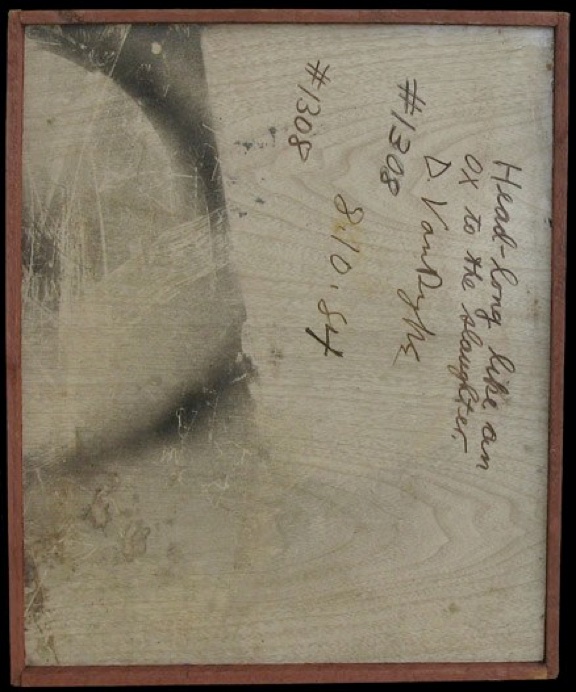 Head-long like an
ox to the slaughter.
#1308
D. VanDyke
#1308
8.10.84